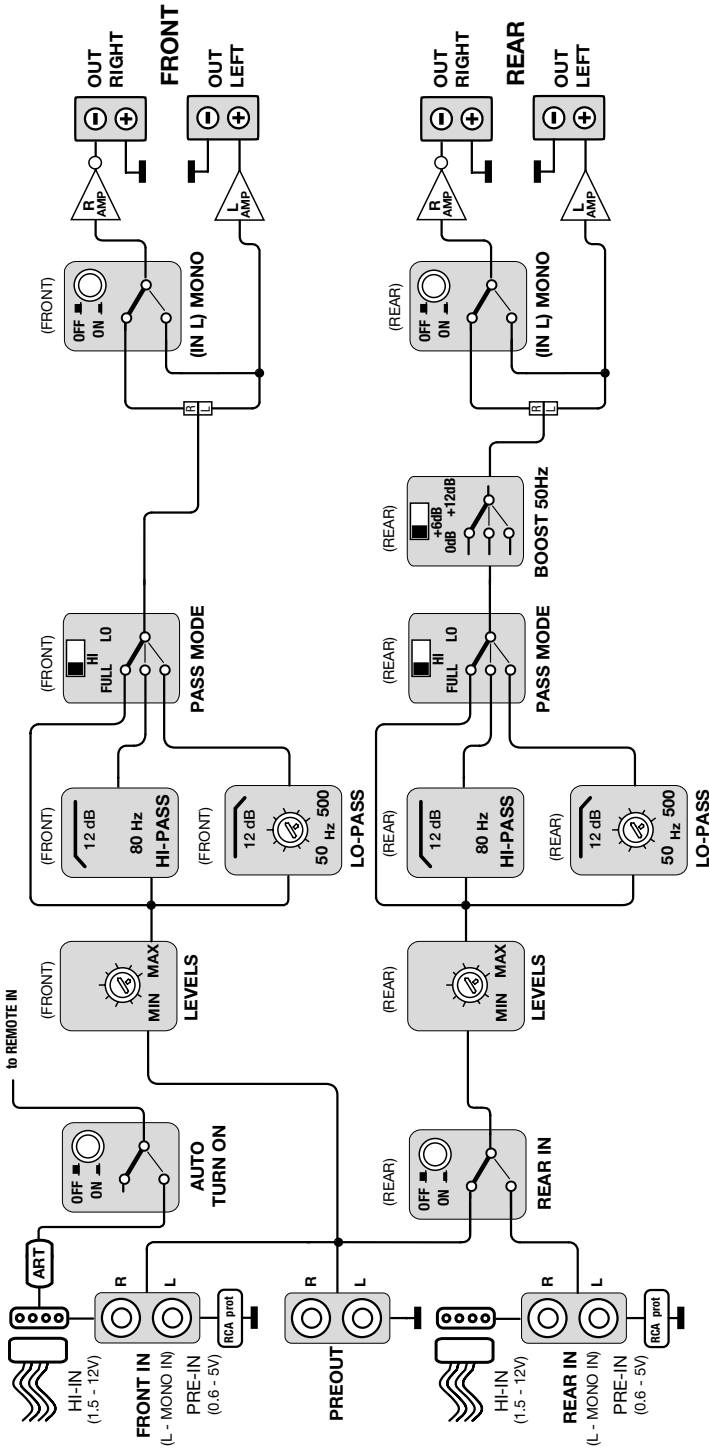 HI-IN
(1.5 - 12V)
FRONT IN
(L - MONO IN)
PRE-IN
(0.6 - 5V)
R
L
RCA prot
ART
OFF
ON
AUTO
TURN ON
to REMOTE IN
PREOUT
R
L
(FRONT)
MIN MAX
LEVELS
(FRONT)
12 dB
80 Hz
HI-PASS
(FRONT)
12 dB
50 Hz 500
LO-PASS
(FRONT)
FULL HI LO
PASS MODE
R
L
(FRONT)
OFF
ON
(IN L) MONO
R
AMP
L
AMP
OUT
RIGHT
FRONT
OUT
LEFT
HI-IN
(1.5 - 12V)
REAR IN
(L - MONO IN)
PRE-IN
(0.6 - 5V)
R
L
RCA prot
(REAR)
OFF
ON
REAR IN
(REAR)
MIN MAX
LEVELS
(REAR)
12 dB
80 Hz
HI-PASS
(REAR)
12 dB
50 Hz 500
LO-PASS
(REAR)
FULL HI LO
PASS MODE
(REAR)
0dB +6dB +12dB
BOOST 50Hz
R
L
(REAR)
OFF
ON
(IN L) MONO
R
AMP
L
AMP
OUT
RIGHT
REAR
OUT
LEFT